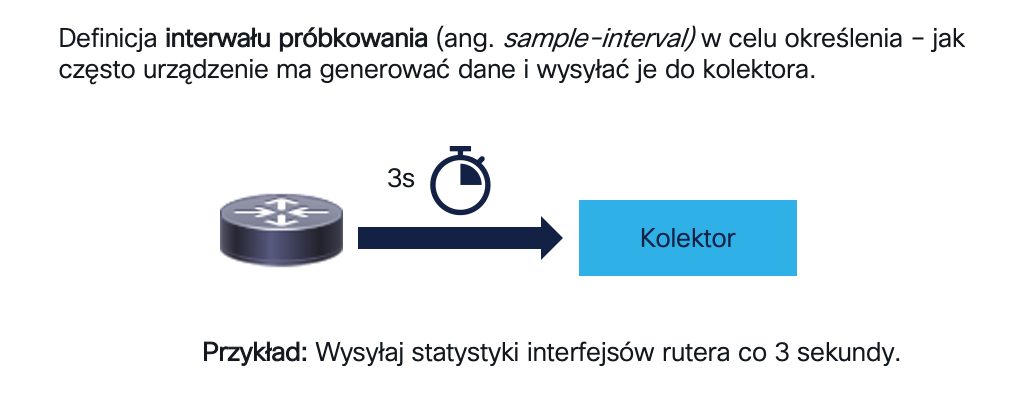 Definicja interwału próbkowania (ang. sample-interval) w celu określenia – jak
często urządzenie ma generować dane i wysyłać je do kolektora.
3s
Kolektor
Przykład: Wysyłaj statystyki interfejsów rutera co 3 sekundy.